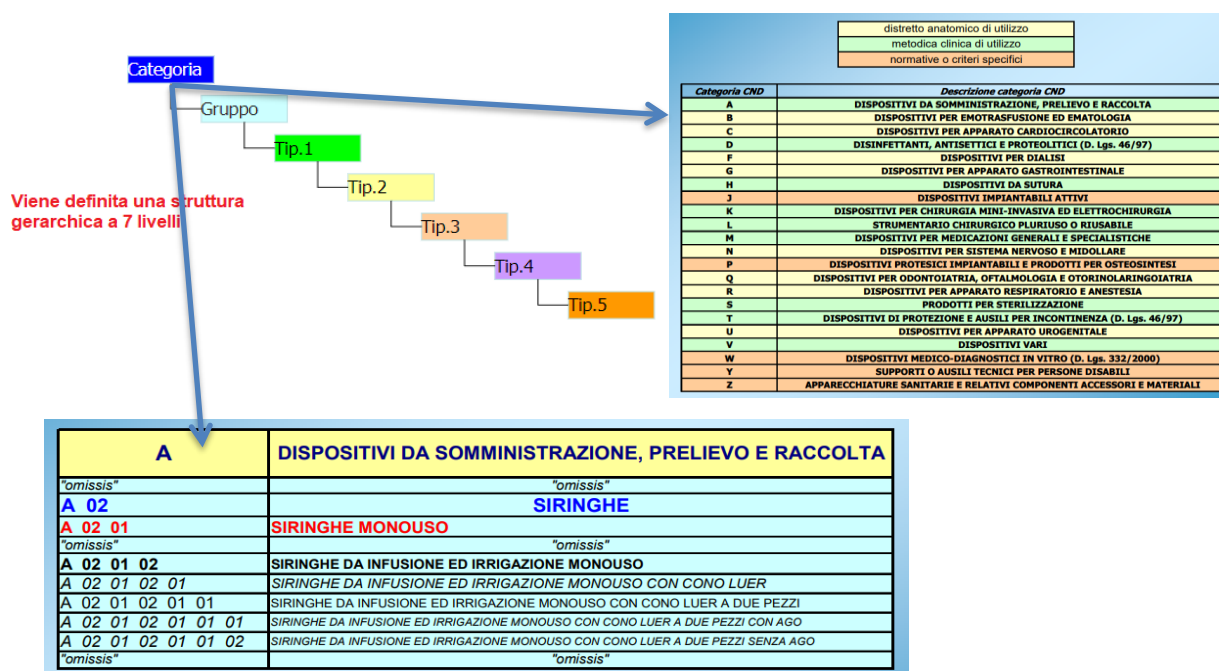 Categoria
Gruppo
Tip.1
Tip.2
Tip.3
Tip.4
Tip.5
Viene definita una struttura
gerarchica a 7 livelli
distretto anatomico di utilizzo
metodica clinica di utilizzo
normative o criteri specifici
Categoria CND Descrizione categoria CND
A DISPOSITIVI DA SOMMINISTRAZIONE, PRELIEVO E RACCOLTA
B DISPOSITIVI PER EMOTRASFUSIONE ED EMATOLOGIA
C DISPOSITIVI PER APPARATO CARDIOCIRCOLATORIO
D DISINFETTANTI, ANTISETTICI E PROTEOLITICI (D. Lgs. 46/97)
F DISPOSITIVI PER DIALISI
G DISPOSITIVI PER APPARATO GASTROINTESTINALE
H DISPOSITIVI DA SUTURA
J DISPOSITIVI IMPIANTABILI ATTIVI
K DISPOSITIVI PER CHIRURGIA MINI-INVASIVA ED ELETTROCHIRURGIA
L STRUMENTARIO CHIRURGICO PLURIUSO O RIUSABILE
M DISPOSITIVI PER MEDICAZIONI GENERALI E SPECIALISTICHE
N DISPOSITIVI PER SISTEMA NERVOSO E MIDOLLARE
P DISPOSITIVI PROTESICI IMPIANTABILI E PRODOTTI PER OSTEOSINTESI
Q DISPOSITIVI PER ODONTOIATRIA, OFTALMOLOGIA E OTORINOLARINGOIATRIA
R DISPOSITIVI PER APPARATO RESPIRATORIO E ANESTESIA
S PRODOTTI PER STERILIZZAZIONE
T DISPOSITIVI DI PROTEZIONE E AUSILI PER INCONTINENZA (D. Lgs. 46/97)
U DISPOSITIVI PER APPARATO UROGENITALE
V DISPOSITIVI VARI
W DISPOSITIVI MEDICO-DIAGNOSTICI IN VITRO (D. Lgs. 332/2000)
Y SUPPORTI O AUSILI TECNICI PER PERSONE DISABILI
Z APPARECCHIATURE SANITARIE E RELATIVI COMPONENTI ACCESSORI E MATERIALI
A DISPOSITIVI DA SOMMINISTRAZIONE, PRELIEVO E RACCOLTA
"omissis" "omissis"
A 02 SIRINGHE
A 02 01 SIRINGHE MONOUSO
"omissis" "omissis"
A 02 01 02 SIRINGHE DA INFUSIONE ED IRRIGAZIONE MONOUSO
A 02 01 02 01 SIRINGHE DA INFUSIONE ED IRRIGAZIONE MONOUSO CON CONO LUER
A 02 01 02 01 01 SIRINGHE DA INFUSIONE ED IRRIGAZIONE MONOUSO CON CONO LUER A DUE PEZZI
A 02 01 02 01 01 01 SIRINGHE DA INFUSIONE ED IRRIGAZIONE MONOUSO CON CONO LUER A DUE PEZZI CON AGO
A 02 01 02 01 01 02 SIRINGHE DA INFUSIONE ED IRRIGAZIONE MONOUSO CON CONO LUER A DUE PEZZI SENZA AGO
"omissis" "omissis"